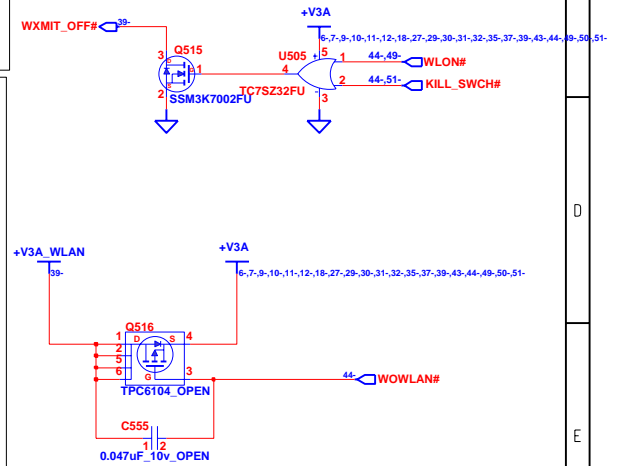 +V3A
WXMIT_OFF# 39-
6-,7-,9-,10-,11-,12-,18-,27-,29-,30-,31-,32-,35-,37-,39-,43-,44-,49-,50-,51-
Q515
3 D
U505 + 5 1 44-,49- WLON#
G 1 4
2 44-,51- KILL_SWCH#
2 S
SSM3K7002FU TC7SZ32FU - 3
D
+V3A_WLAN +V3A
39- 6-,7-,9-,10-,11-,12-,18-,27-,29-,30-,31-,32-,35-,37-,39-,43-,44-,49-,50-,51-
Q516
1 D S 4
2
5
6 G 3 44- WOWLAN#
TPC6104_OPEN
C555
E
1 2
0.047uF_10v_OPEN